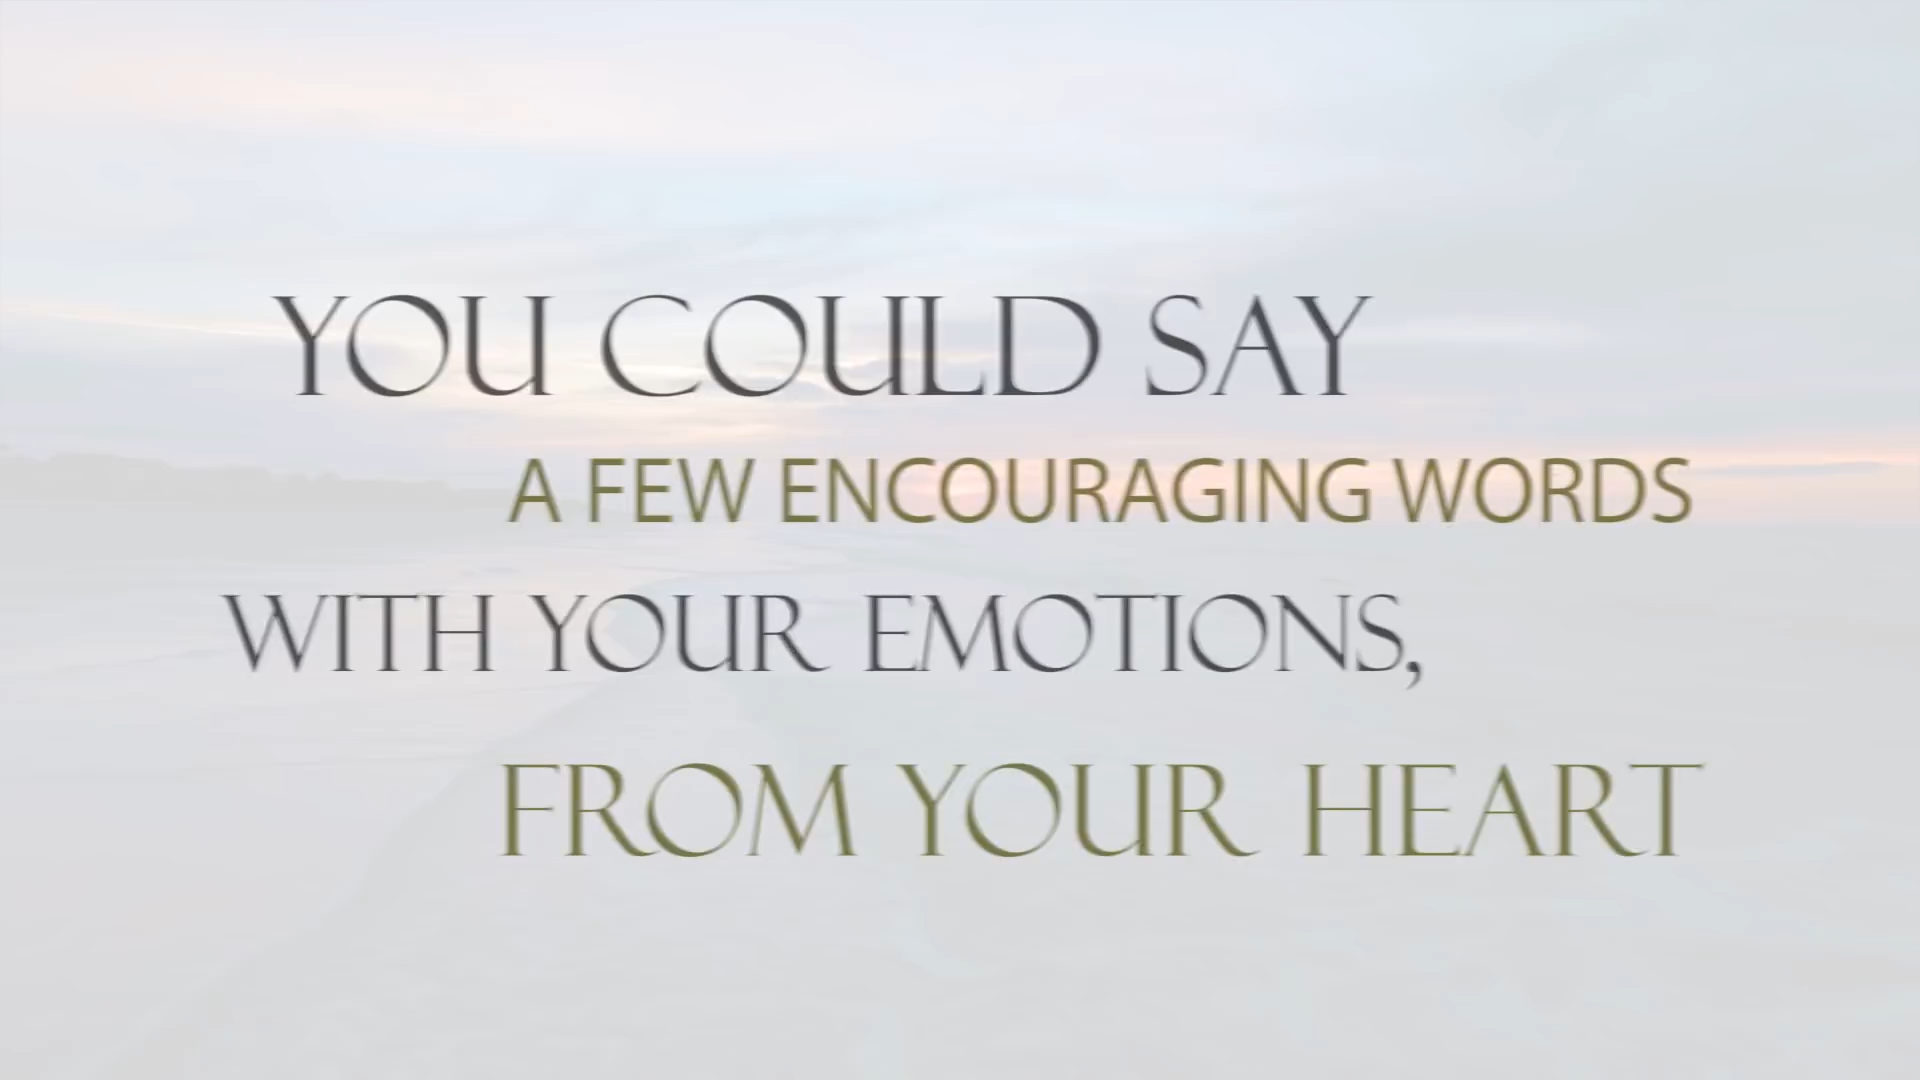 YOU COULD SAY
A FEW ENCOURAGING WORDS
WITH YOUR EMOTIONS,
FROM YOUR HEART